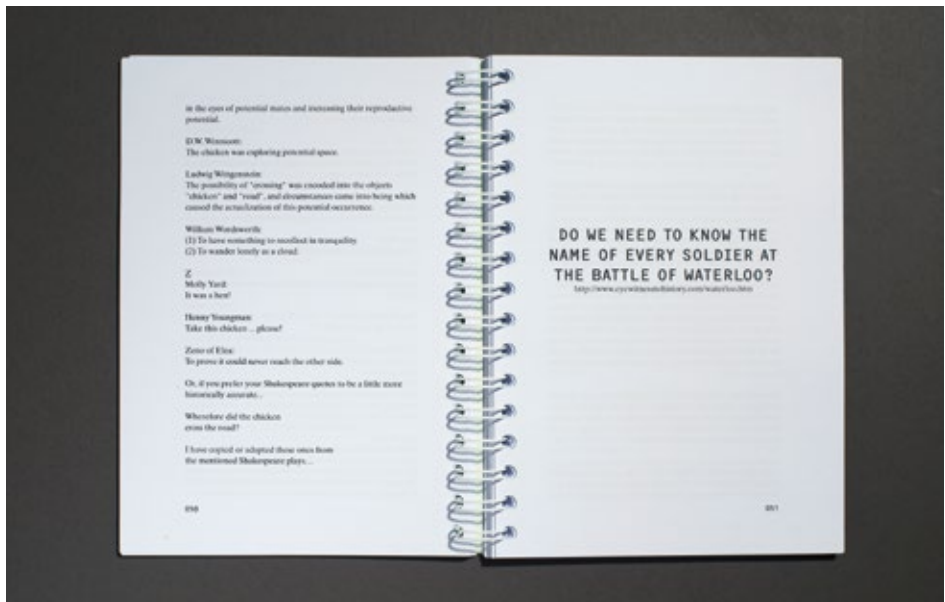 in the eyes of potential mates and increasing their reproductive
potential.
D.W. Winnicott:
The chicken was exploring potential space.
Ludwig Wittgenstein:
The possibility of "crossing" was encoded into the objects
"chicken" and "road", and circumstances came into being which
caused the actualization of this potential occurrence.
William Wordsworth:
(1) To have something to recollect in tranquility.
(2) To wander lonely as a cloud.
Z
Molly Yard:
It was a hen!
Henny Youngman:
Take this chicken ... please!
Zeno of Elea:
To prove it could never reach the other side.
Or, if you prefer your Shakespeare quotes to be a little more
historically accurate...
Wherefore did the chicken
cross the road?
I have copied or adapted these ones from
the mentioned Shakespeare plays...
DO WE NEED TO KNOW THE
NAME OF EVERY SOLDIER AT
THE BATTLE OF WATERLOO?
http://www.eyewitnesstohistory.com/waterloo.htm
051